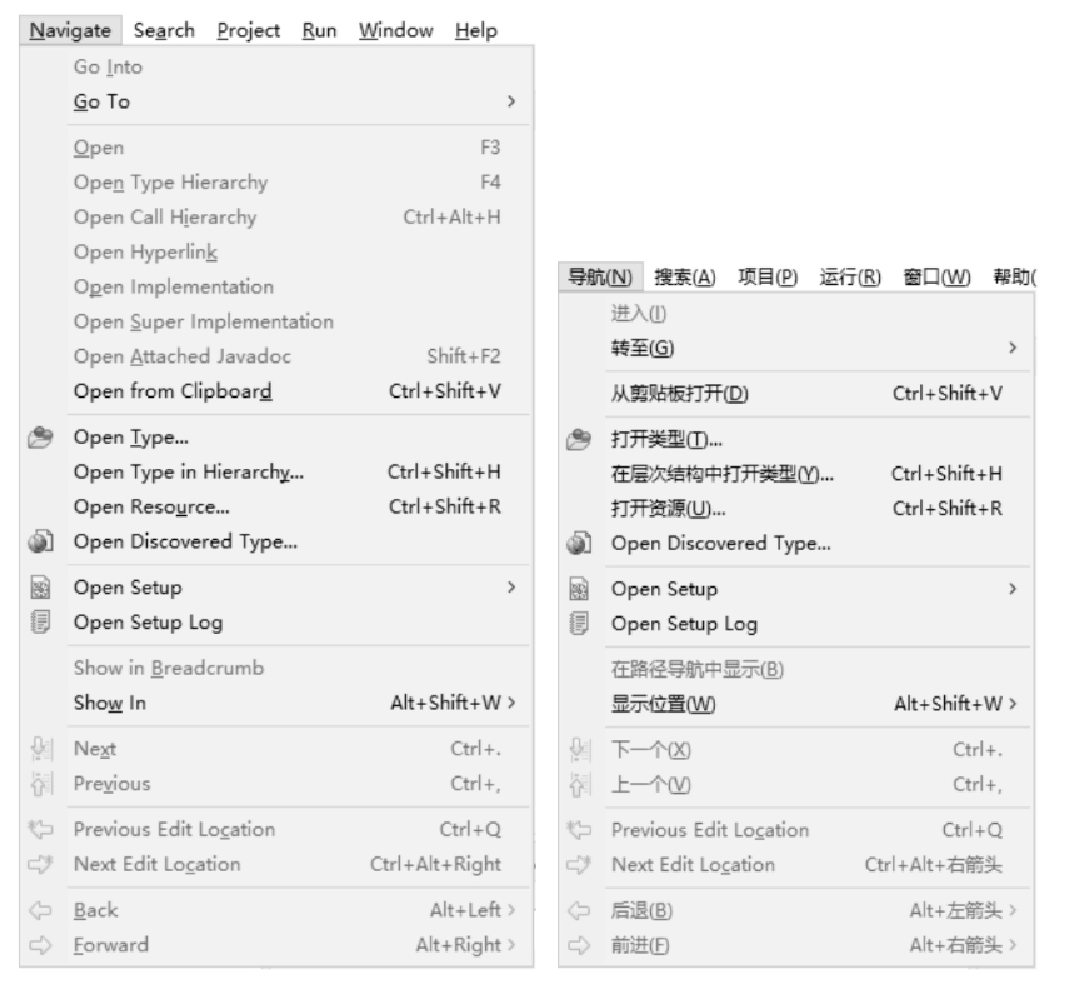 Navigate Search Project Run Window Help
Go Into
Go To
Open F3
Open Type Hierarchy F4
Open Call Hierarchy Ctrl+Alt+H
Open Hyperlink
Open Implementation
Open Super Implementation
Open Attached Javadoc Shift+F2
Open from Clipboard Ctrl+Shift+V
Open Type...
Open Type in Hierarchy... Ctrl+Shift+H
Open Resource... Ctrl+Shift+R
Open Discovered Type...
Open Setup
Open Setup Log
Show in Breadcrumb
Show In Alt+Shift+W
Next Ctrl+.
Previous Ctrl+,
Previous Edit Location Ctrl+Q
Next Edit Location Ctrl+Alt+Right
Back Alt+Left
Forward Alt+Right
导航(N) 搜索(A) 项目(P) 运行(R) 窗口(W) 帮助(
进入(I)
转至(G)
从剪贴板打开(D) Ctrl+Shift+V
打开类型(T)...
在层次结构中打开类型(Y)... Ctrl+Shift+H
打开资源(U)... Ctrl+Shift+R
Open Discovered Type...
Open Setup
Open Setup Log
在路径导航中显示(B)
显示位置(W) Alt+Shift+W
下一个(X) Ctrl+.
上一个(V) Ctrl+,
Previous Edit Location Ctrl+Q
Next Edit Location Ctrl+Alt+右箭头
后退(B) Alt+左箭头
前进(F) Alt+右箭头